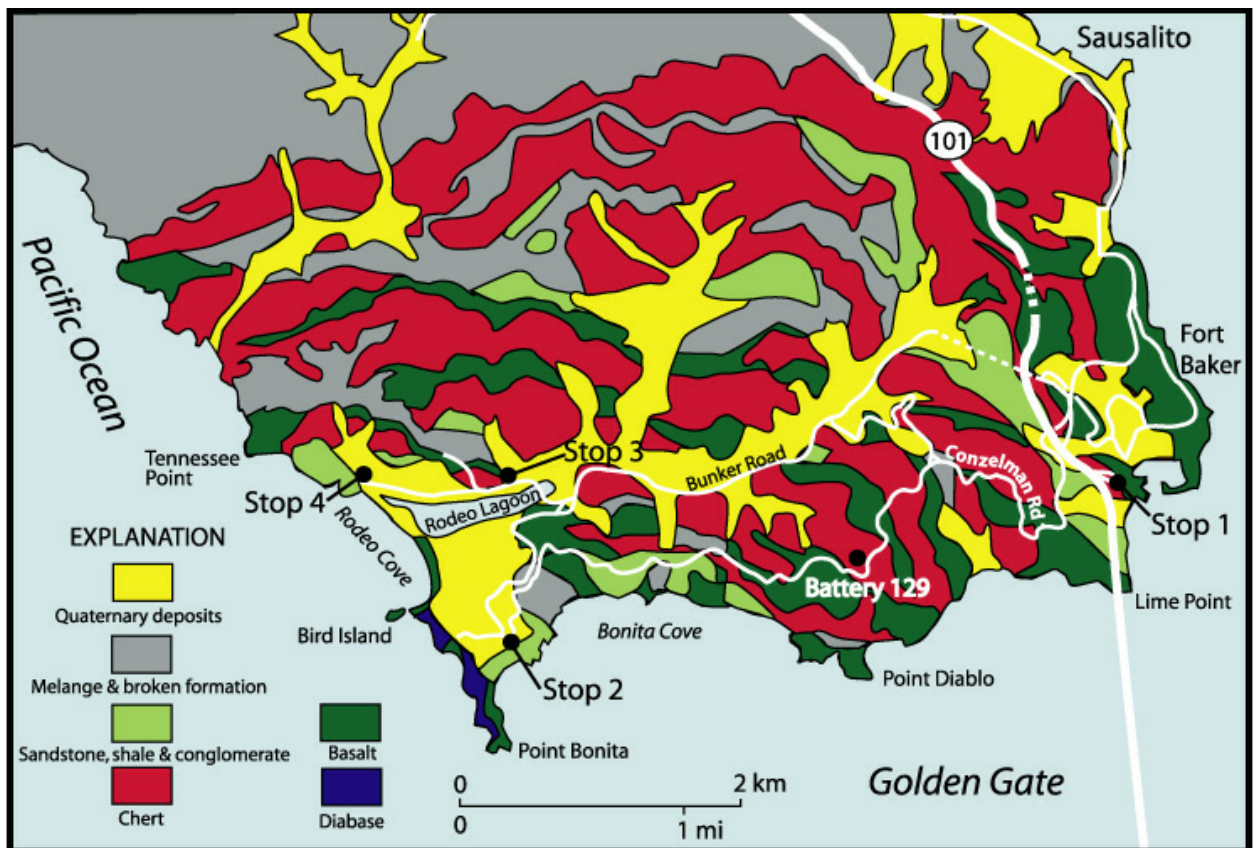 Sausalito
101
Pacific Ocean
Fort
Baker
Tennessee
Point
Stop 3
Bunker Road
Conzelman Rd
Stop 4
Rodeo Lagoon
Stop 1
EXPLANATION
Rodeo Cove
Battery 129
Quaternary deposits
Lime Point
Bird Island
Bonita Cove
Melange & broken formation
Stop 2
Point Diablo
Sandstone, shale & conglomerate
Basalt
Point Bonita
Golden Gate
Chert
Diabase
0
2 km
0
1 mi